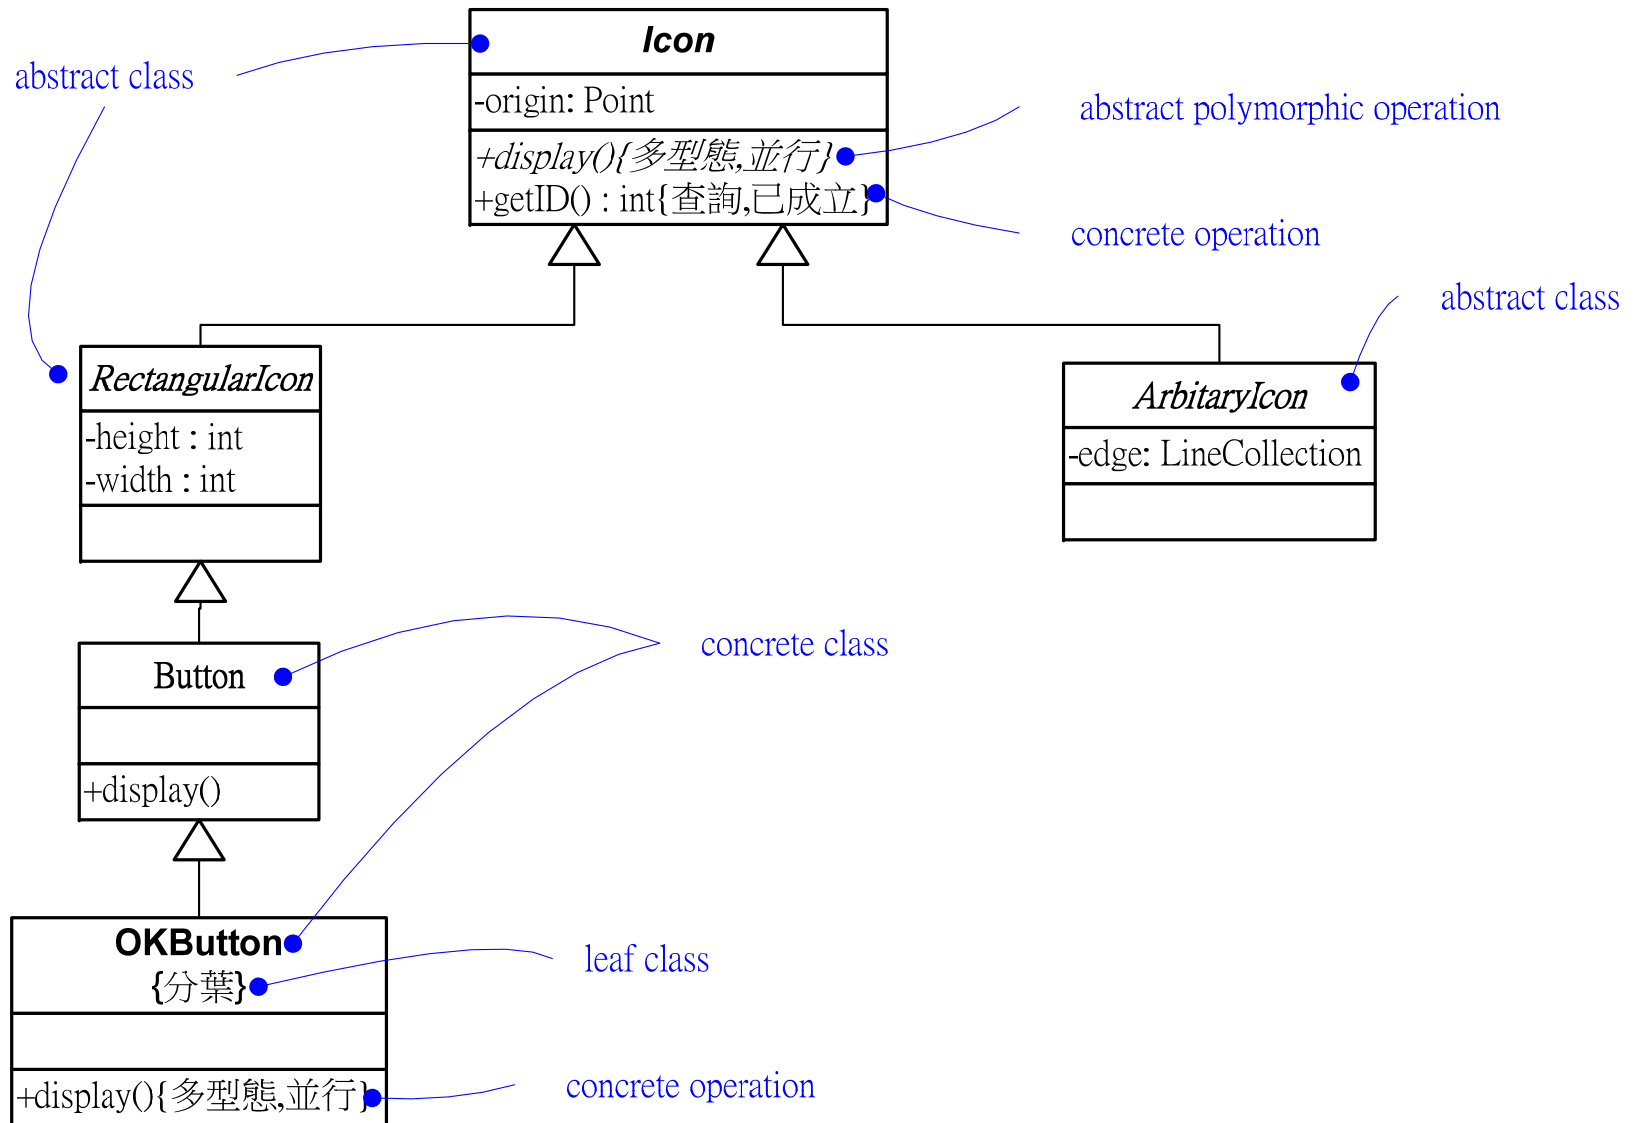 Icon
abstract class
-origin: Point
abstract polymorphic operation
+display(){多型態,並行}
+getID() : int{查詢,已成立}
concrete operation
abstract class
RectangularIcon
-height : int
-width : int
ArbitaryIcon
-edge: LineCollection
Button
concrete class
+display()
OKButton
{分葉}
leaf class
+display(){多型態,並行}
concrete operation